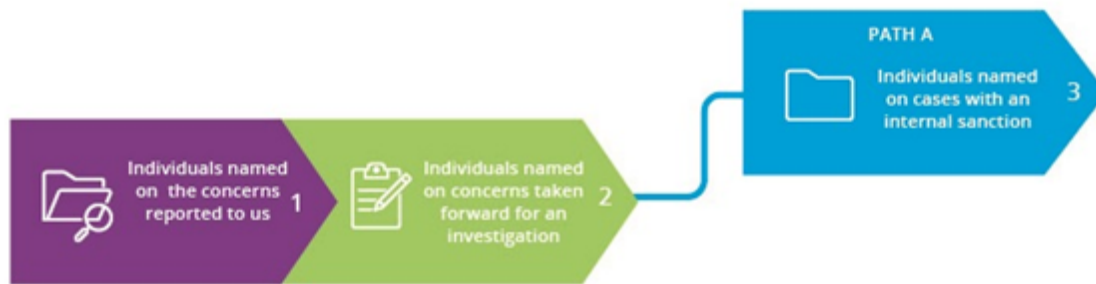 PATH A
Individuals named
on cases with an
internal sanction
3
Individuals named
on the concerns
reported to us
1
Individuals named
on concerns taken
forward for an
investigation
2